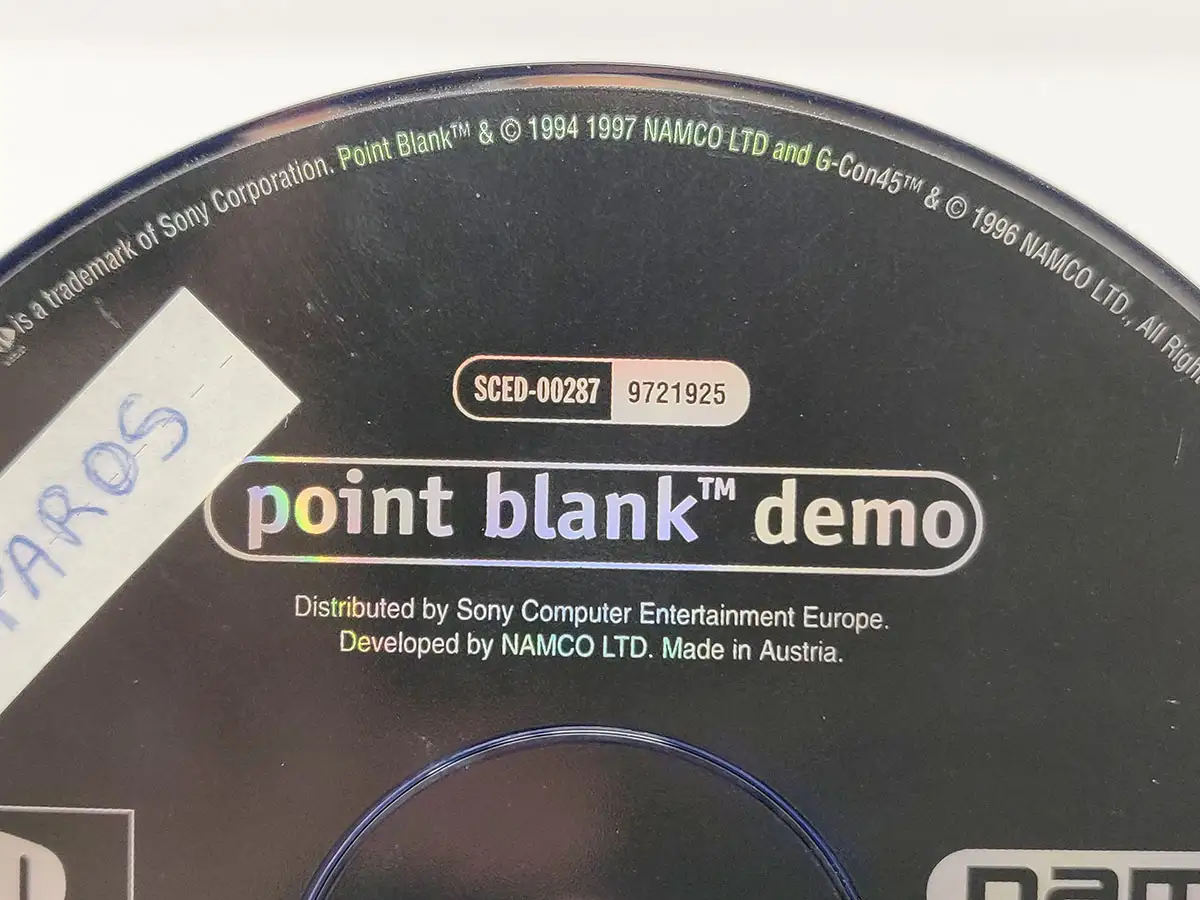 is a trademark of Sony Corporation. Point Blank™ & © 1994 1997 NAMCO LTD and G-Con45™ & © 1996 NAMCO LTD., All
SCED-00287 9721925
point blank™ demo
Distributed by Sony Computer Entertainment Europe.
Developed by NAMCO LTD. Made in Austria.